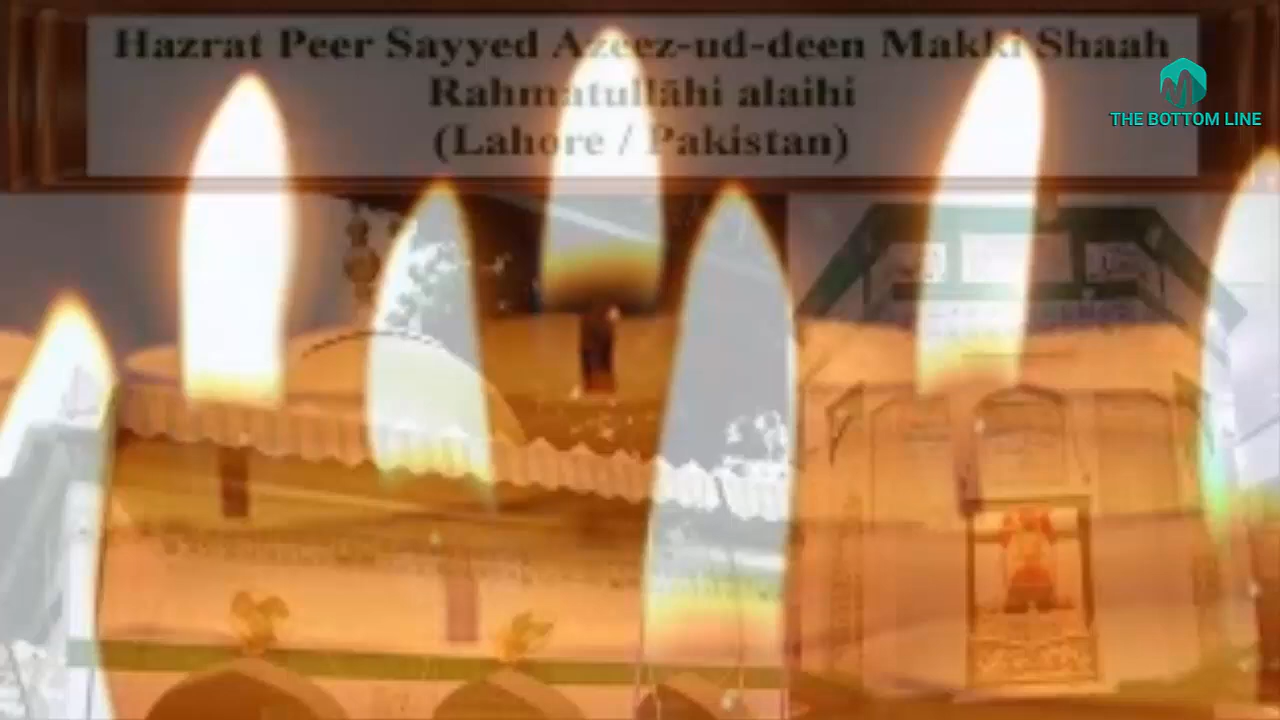 Hazrat Peer Sayyed Azeez-ud-deen Makki Shaah
Rahmatullāhi alaihi
(Lahore / Pakistan)
THE BOTTOM LINE